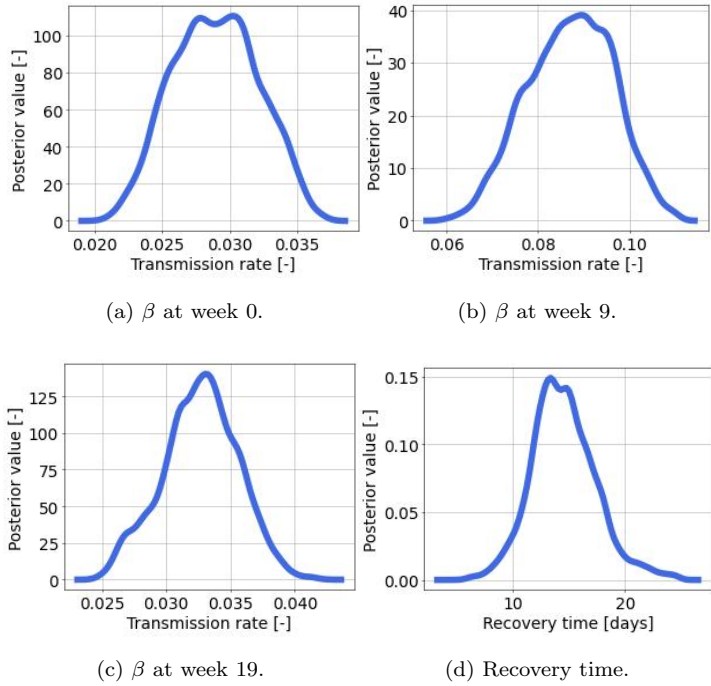 Posterior value [-]
100
80
60
40
20
0
0.020 0.025 0.030 0.035
Transmission rate [-]
(a) β at week 0.
Posterior value [-]
40
30
20
10
0
0.06 0.08 0.10
Transmission rate [-]
(b) β at week 9.
Posterior value [-]
125
100
75
50
25
0
0.025 0.030 0.035 0.040
Transmission rate [-]
(c) β at week 19.
Posterior value [-]
0.15
0.10
0.05
0.00
10 20
Recovery time [days]
(d) Recovery time.